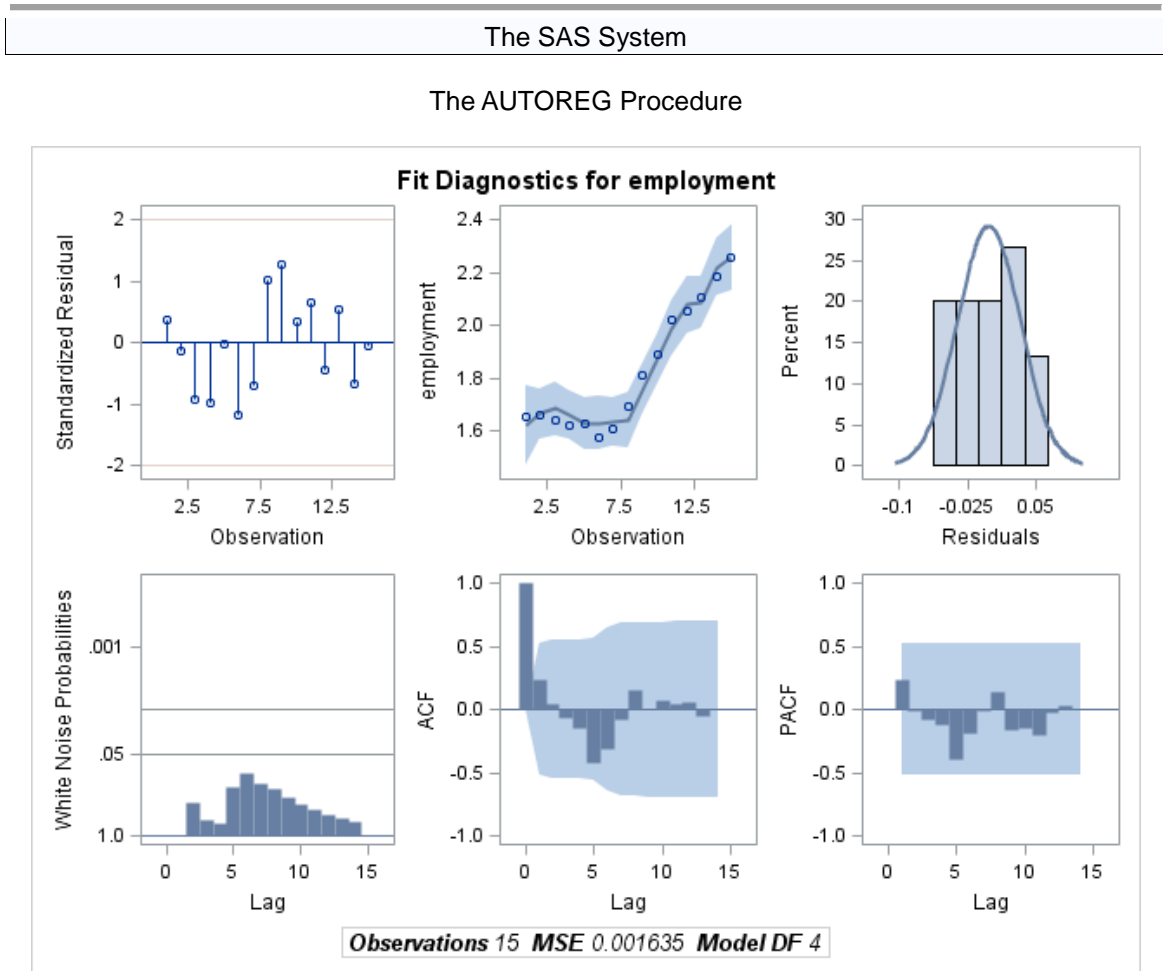 The SAS System
The AUTOREG Procedure
Fit Diagnostics for employment
Standardized Residual
2
1
0
-1
-2
2.5 7.5 12.5
Observation
employment
2.4
2.2
2.0
1.8
1.6
2.5 7.5 12.5
Observation
Percent
30
25
20
15
10
5
0
-0.1 -0.025 0.05
Residuals
White Noise Probabilities
.001
.05
1.0
0 5 10 15
Lag
ACF
1.0
0.5
0.0
-0.5
-1.0
0 5 10 15
Lag
PACF
1.0
0.5
0.0
-0.5
-1.0
0 5 10 15
Lag
Observations 15 MSE 0.001635 Model DF 4